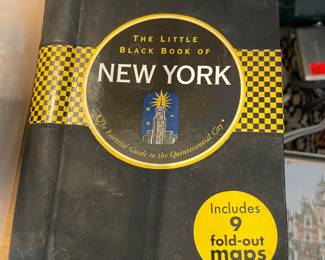 THE LITTLE
BLACK BOOK OF
NEW YORK
The Essential Guide to the Quintessential City
Includes
9
fold-out
maps